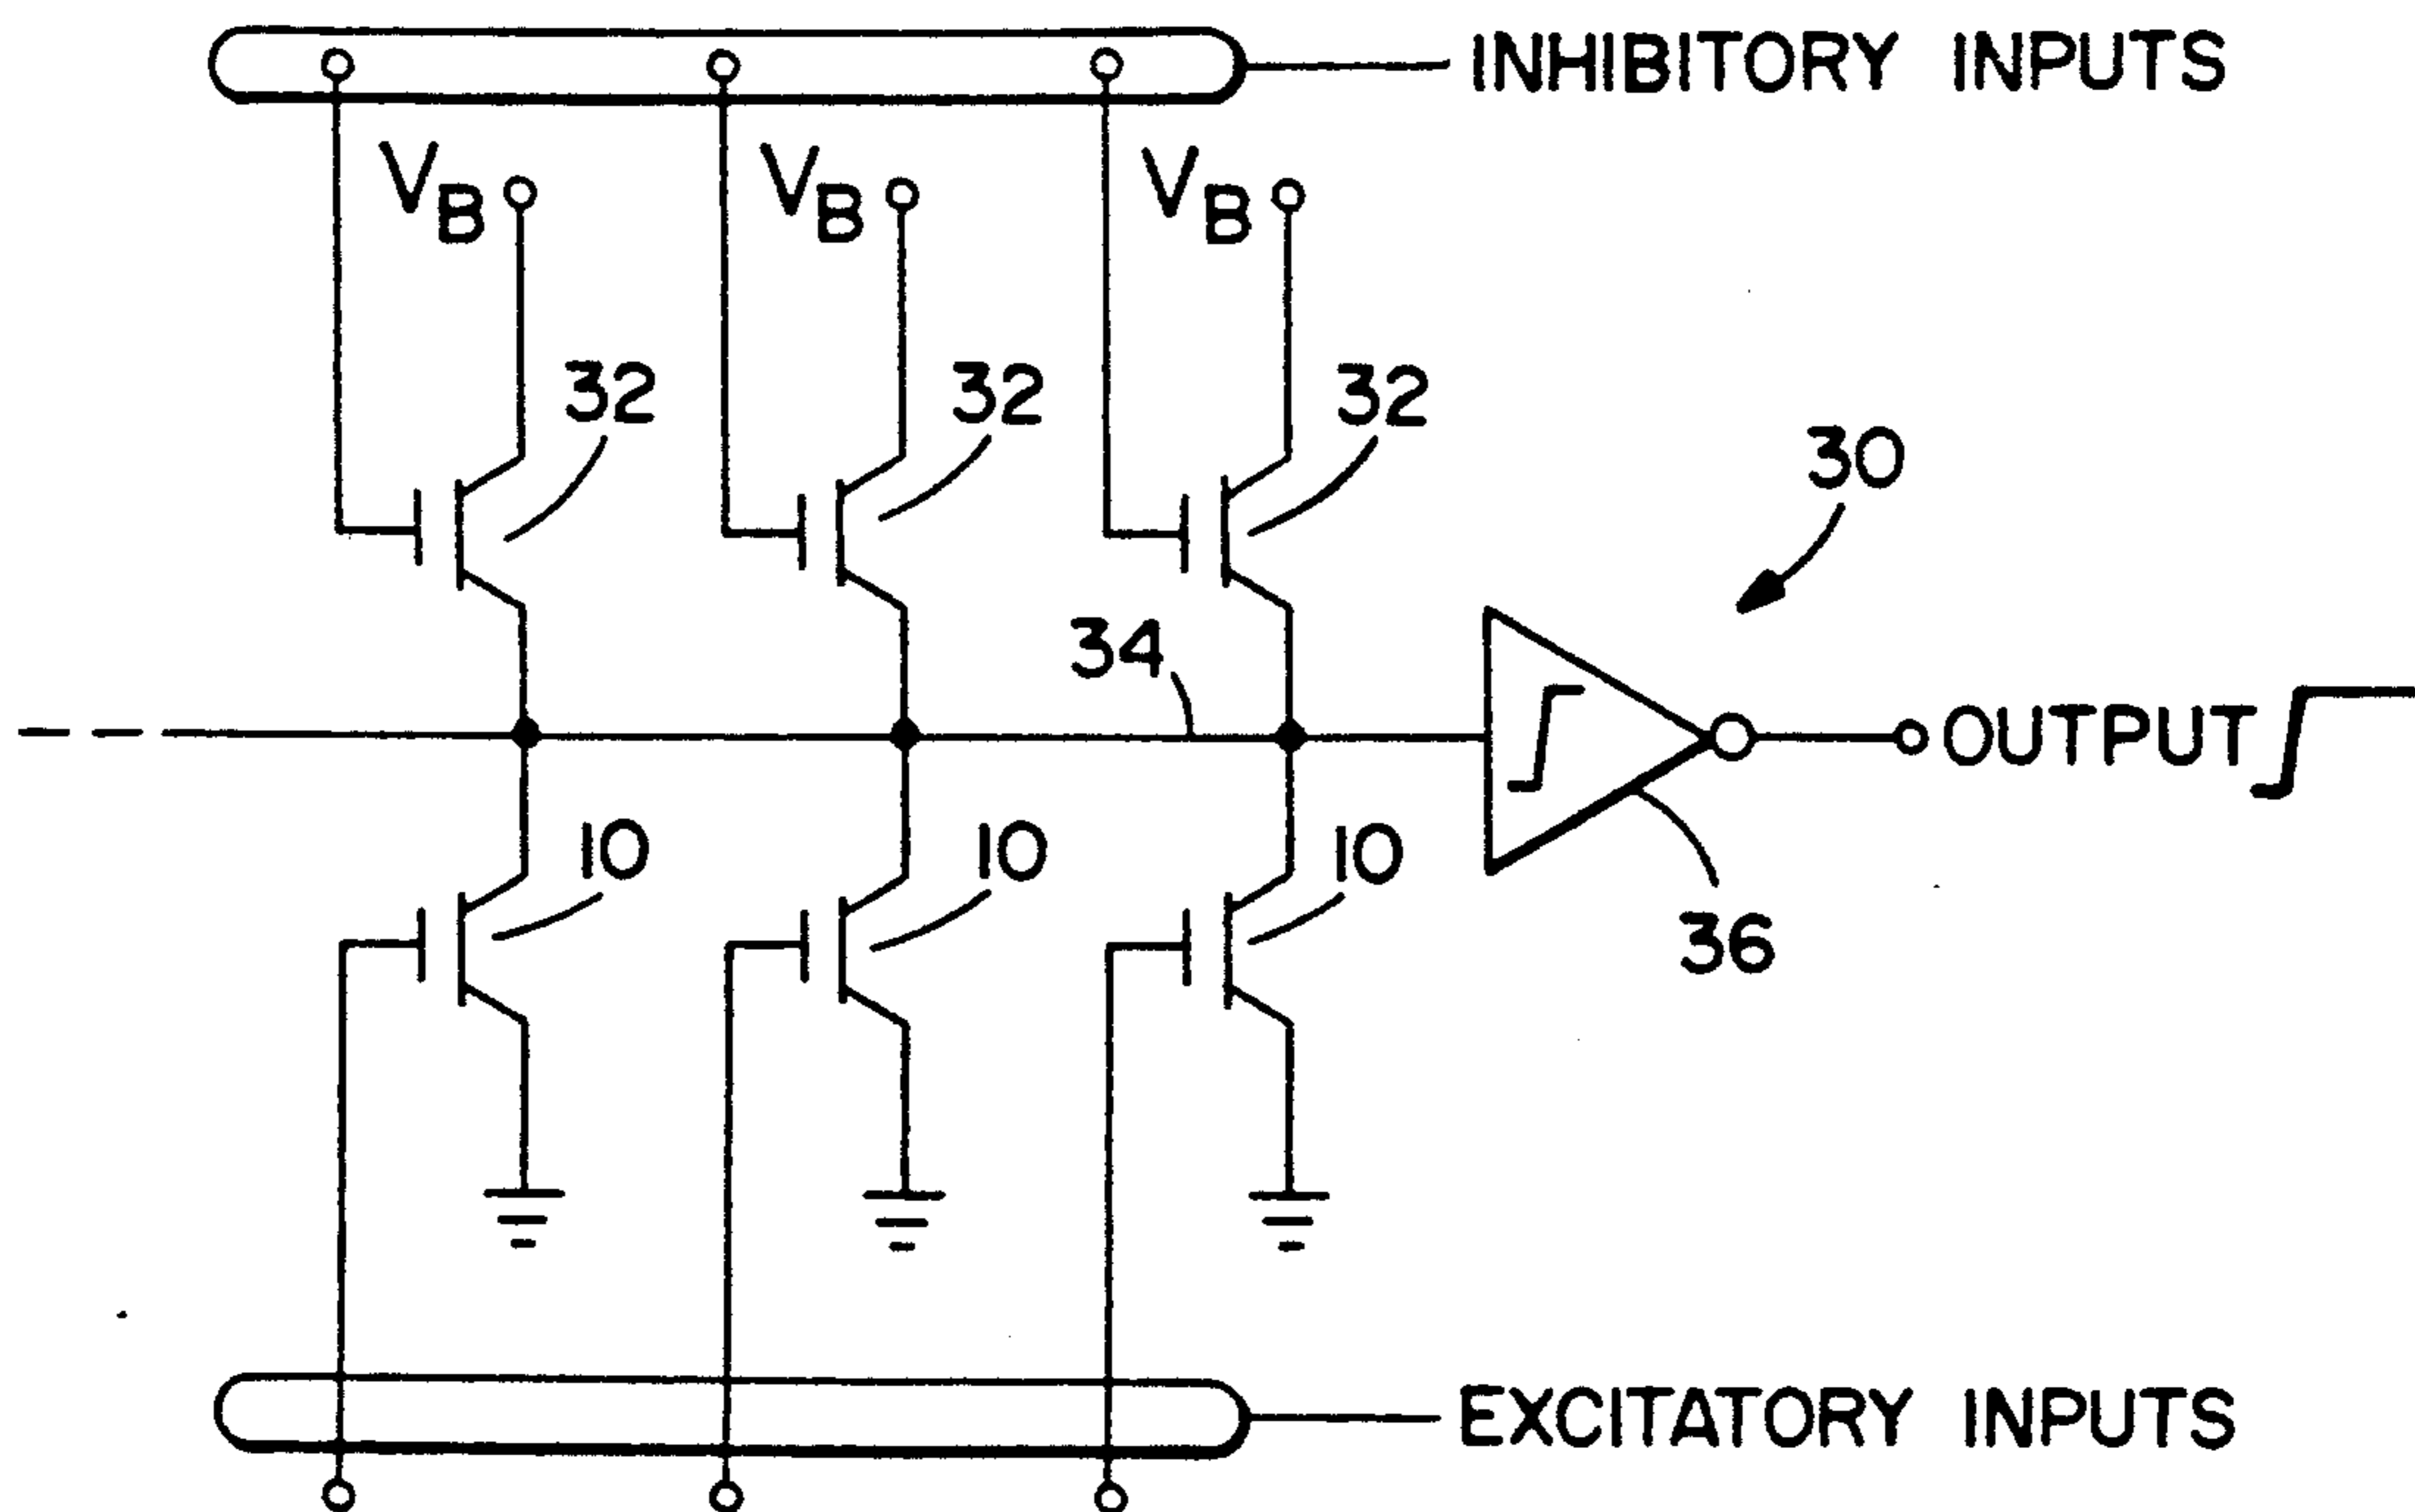 INHIBITORY INPUTS
VB VB VB
32 32 32
30
34
OUTPUT
10 10 10
36
EXCITATORY INPUTS